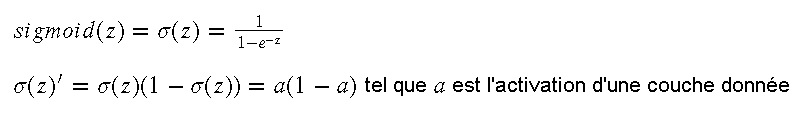 sigmoid(z) = σ(z) = 1/(1−e^{−z})
σ(z)′ = σ(z)(1 − σ(z)) = a(1 − a) tel que a est l'activation d'une couche donnée